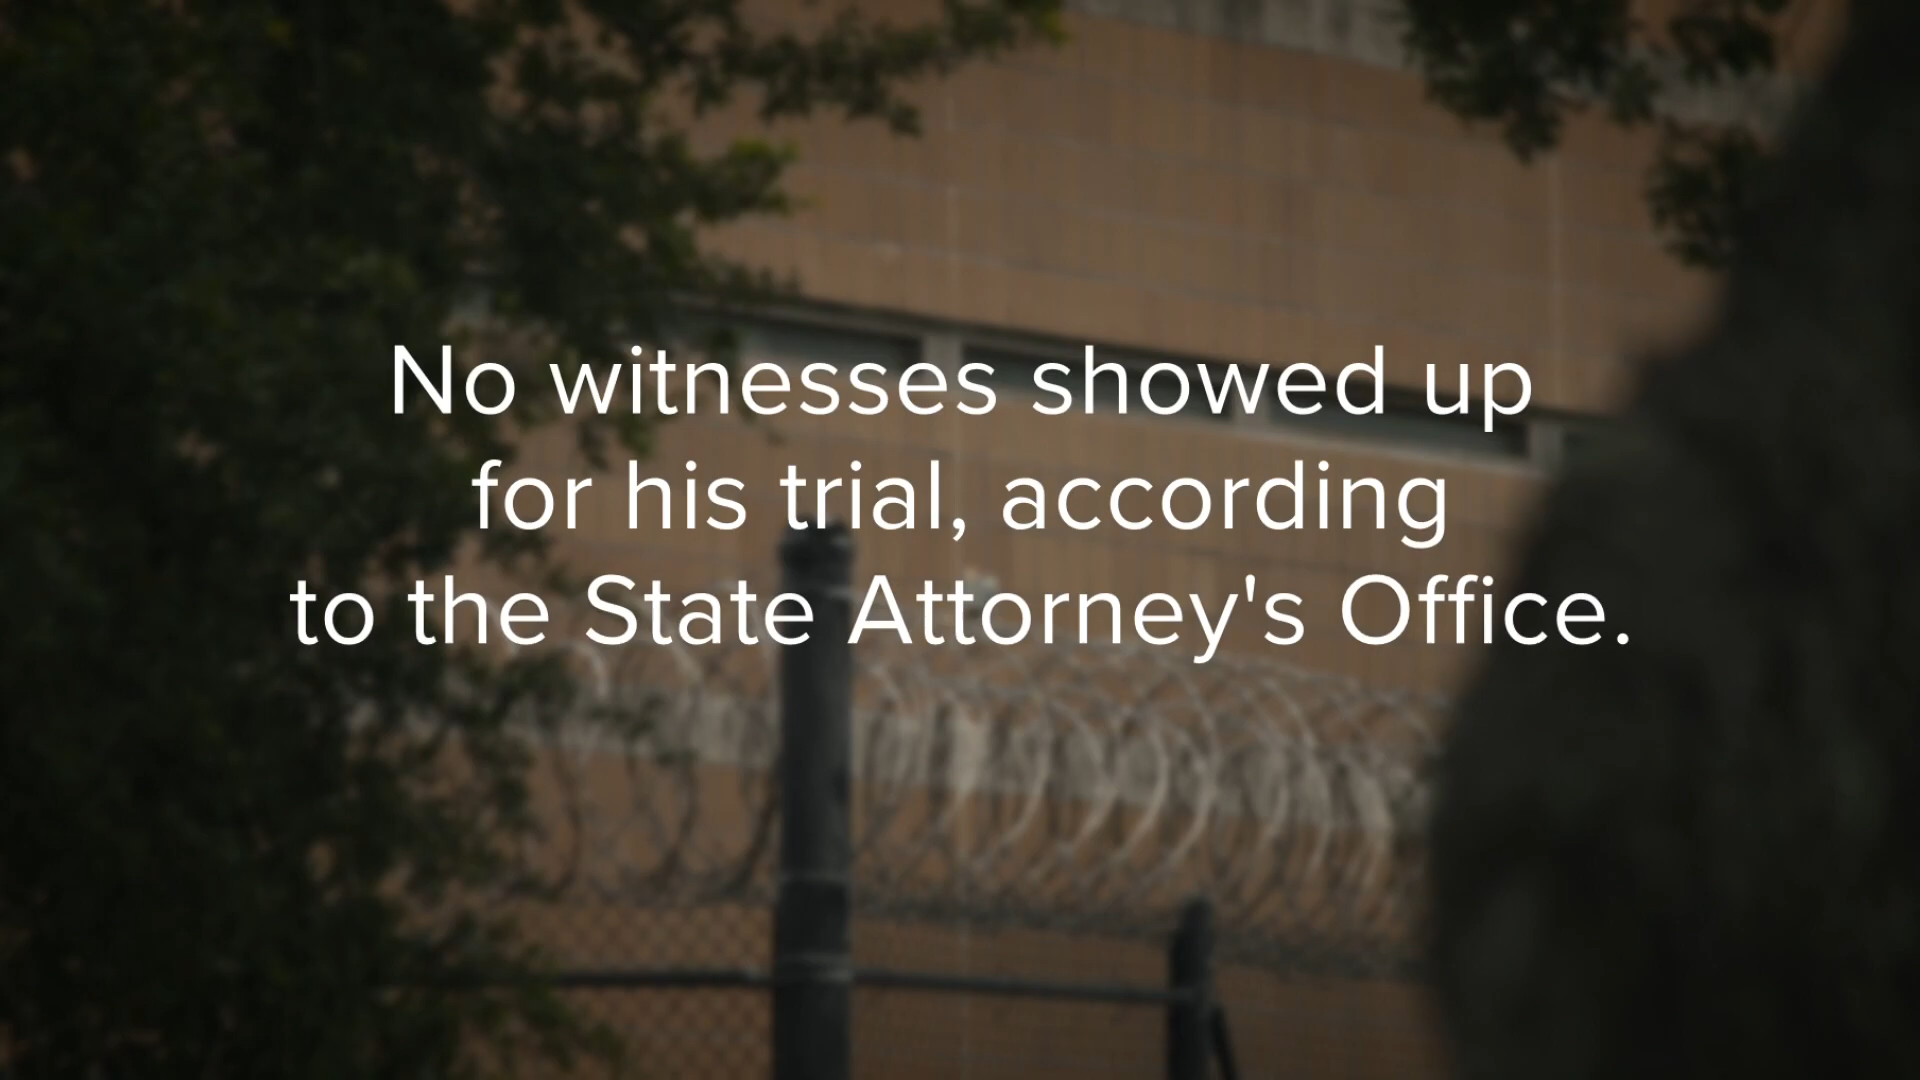 No witnesses showed up
for his trial, according
to the State Attorney's Office.